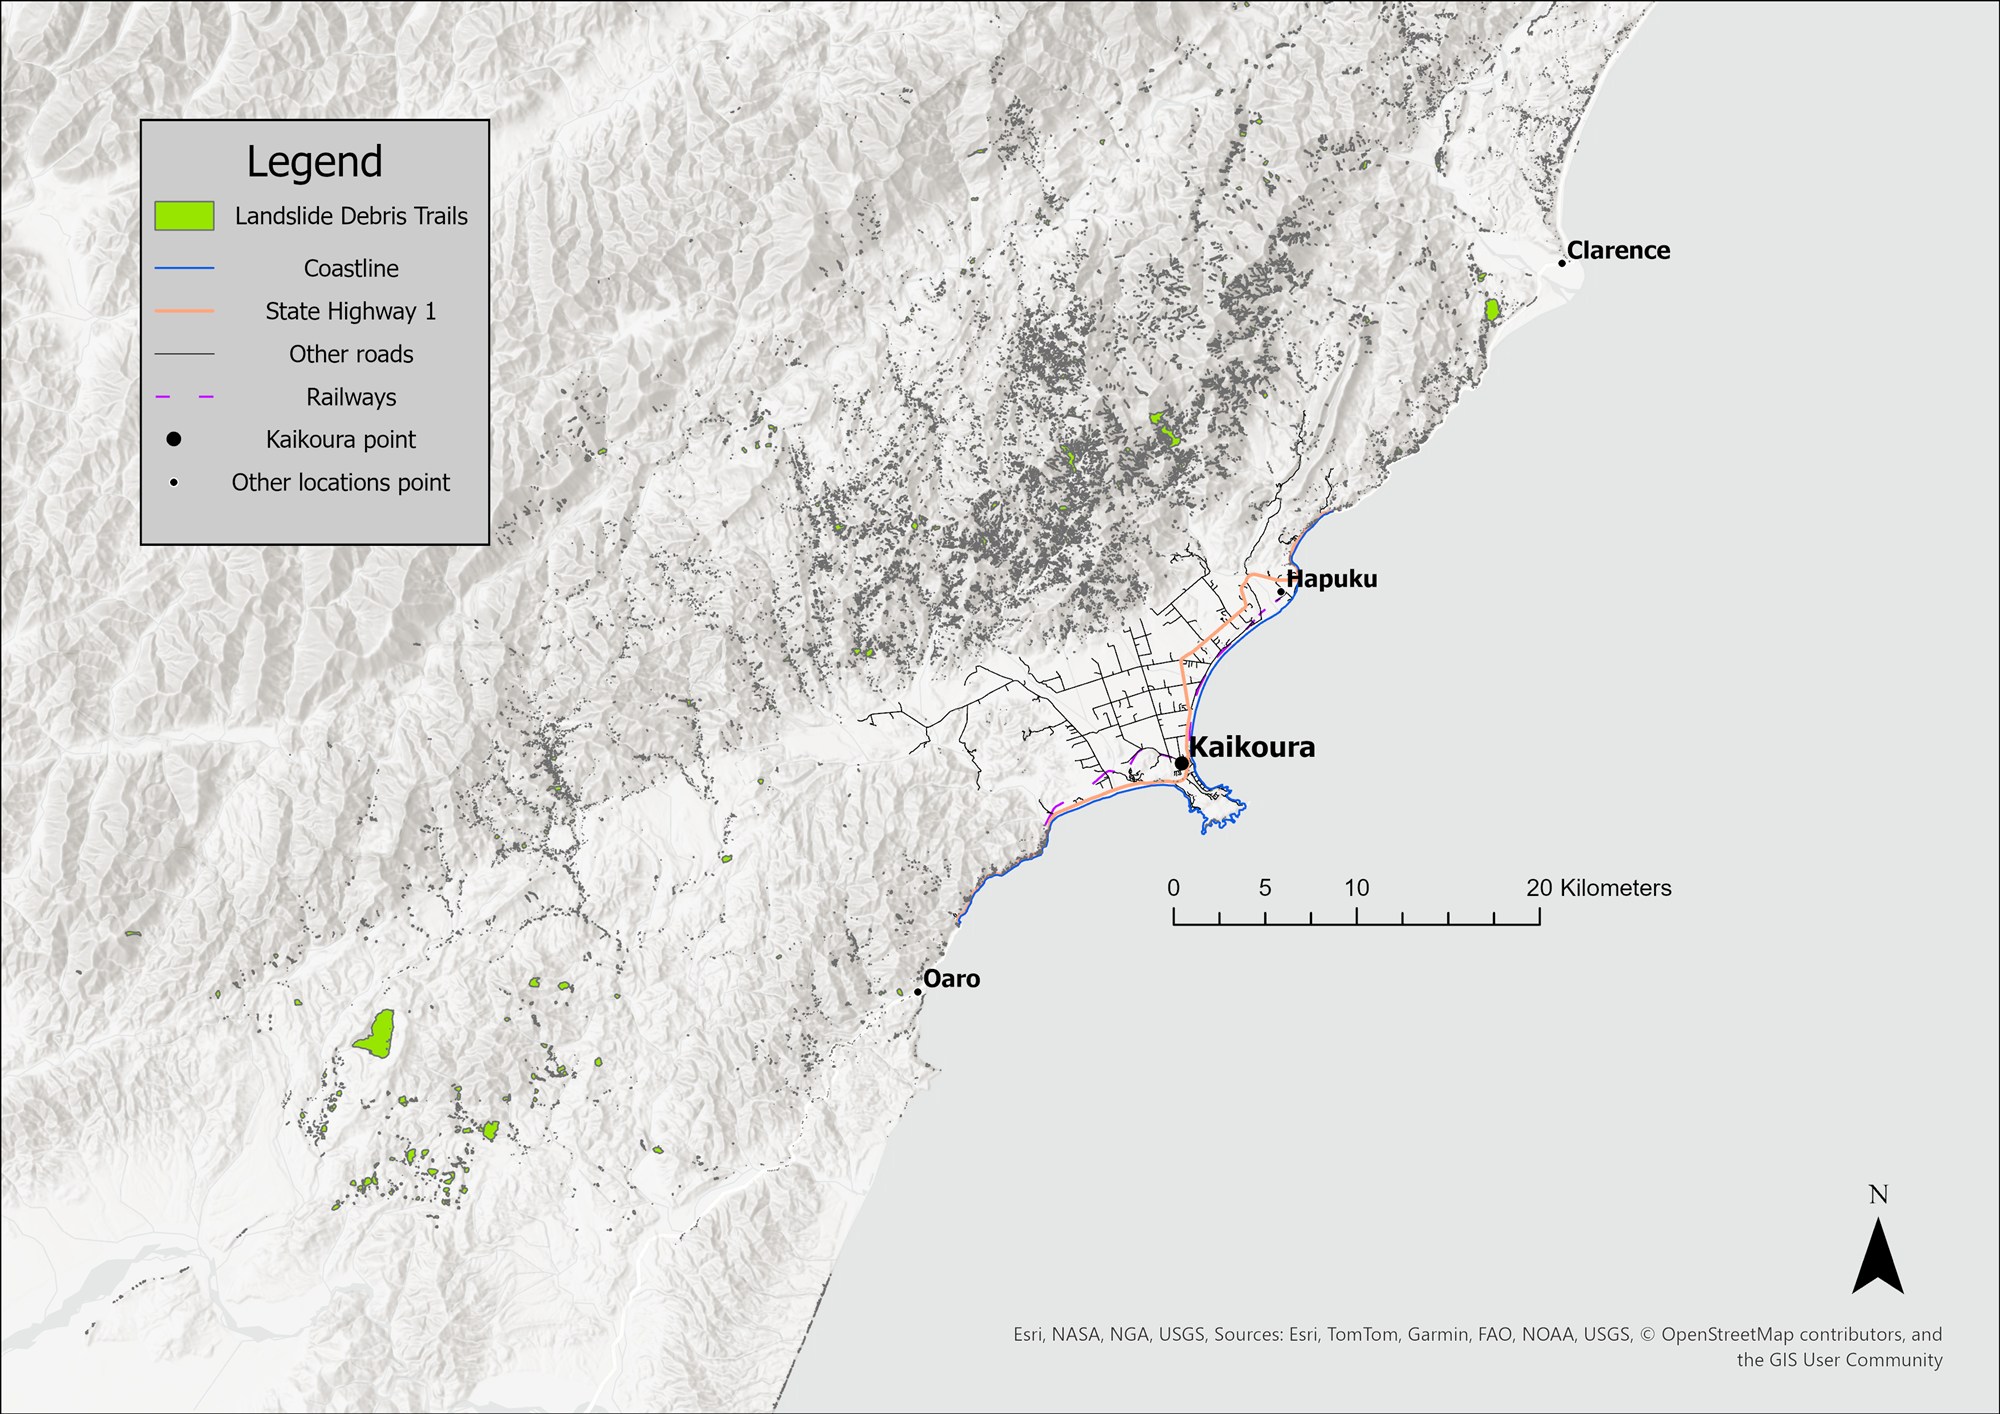 Legend
Landslide Debris Trails
Coastline
State Highway 1
Other roads
Railways
Kaikoura point
Other locations point
Clarence
Hapuku
Kaikoura
0 5 10 20 Kilometers
Oaro
N
Esri, NASA, NGA, USGS, Sources: Esri, TomTom, Garmin, FAO, NOAA, USGS, © OpenStreetMap contributors, and
the GIS User Community